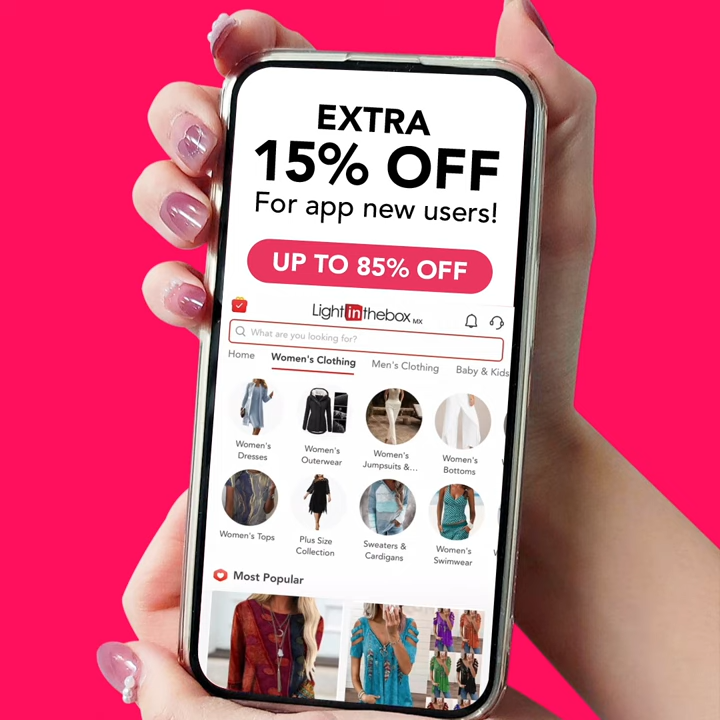 EXTRA
15% OFF
For app new users!
UP TO 85% OFF
Lightinthebox MX
What are you looking for?
Home Women's Clothing Men's Clothing Baby & Kids
Women's Dresses
Women's Outerwear
Women's Jumpsuits &...
Women's Bottoms
Women's Tops
Plus Size Collection
Sweaters & Cardigans
Women's Swimwear
Most Popular